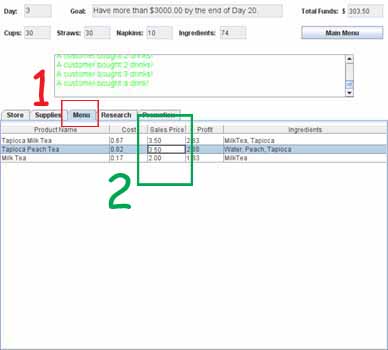 Day: 3 Goal: Have more than $3000.00 by the end of Day 20. Total Funds: $ 303.50
Cups: 30 Straws: 30 Napkins: 10 Ingredients: 74 Main Menu
A customer bought 2 drinks!
A customer bought 2 drinks!
A customer bought 3 drinks!
A customer bought a drink!
1
Store Supplies Menu Research Promotion
Product Name Cost Sales Price Profit Ingredients
Tapioca Milk Tea 0.67 3.50 2.83 MilkTea, Tapioca
Tapioca Peach Tea 0.62 3.50 Water, Peach, Tapioca
Milk Tea 0.17 2.00 1.83 MilkTea
2